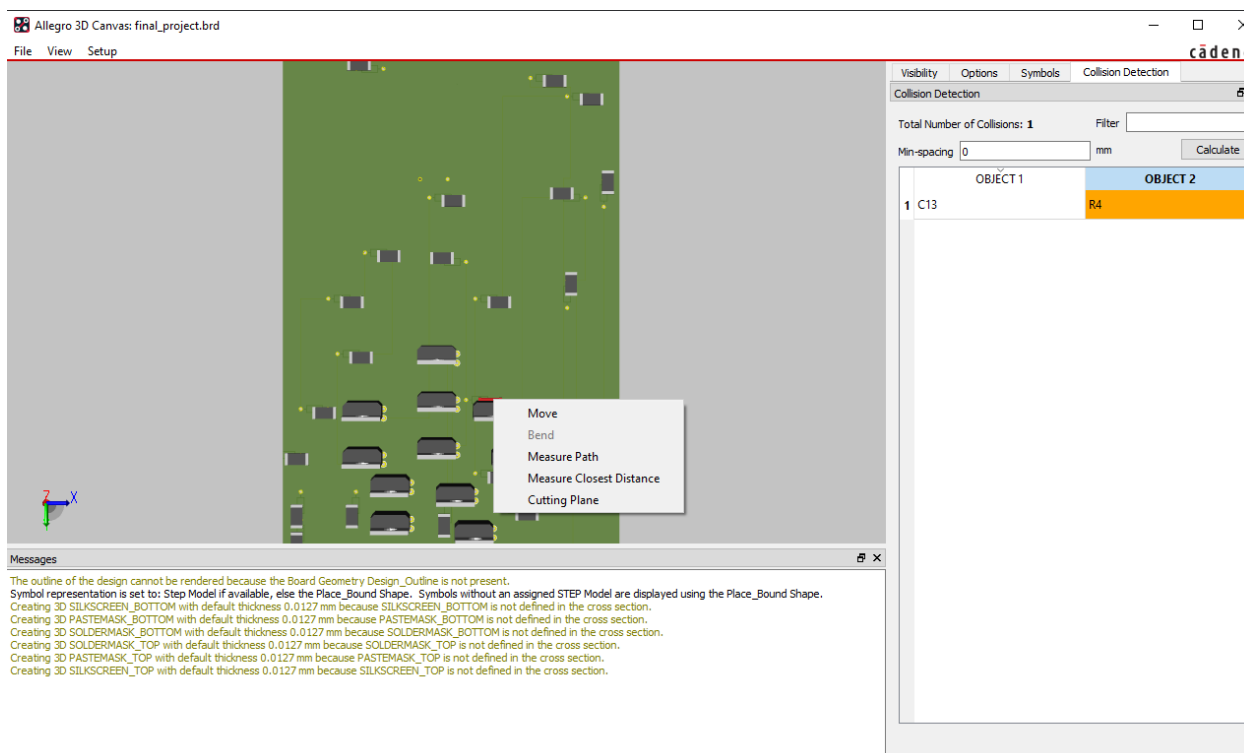 Allegro 3D Canvas: final_project.brd
File View Setup
cādenc
Visibility Options Symbols Collision Detection
Collision Detection
Total Number of Collisions: 1 Filter
Min-spacing 0 mm Calculate
OBJECT 1 OBJECT 2
1 C13 R4
Move
Bend
Measure Path
Measure Closest Distance
Cutting Plane
Z X
Messages
The outline of the design cannot be rendered because the Board Geometry Design_Outline is not present.
Symbol representation is set to: Step Model if available, else the Place_Bound Shape. Symbols without an assigned STEP Model are displayed using the Place_Bound Shape.
Creating 3D SILKSCREEN_BOTTOM with default thickness 0.0127 mm because SILKSCREEN_BOTTOM is not defined in the cross section.
Creating 3D PASTEMASK_BOTTOM with default thickness 0.0127 mm because PASTEMASK_BOTTOM is not defined in the cross section.
Creating 3D SOLDERMASK_BOTTOM with default thickness 0.0127 mm because SOLDERMASK_BOTTOM is not defined in the cross section.
Creating 3D SOLDERMASK_TOP with default thickness 0.0127 mm because SOLDERMASK_TOP is not defined in the cross section.
Creating 3D PASTEMASK_TOP with default thickness 0.0127 mm because PASTEMASK_TOP is not defined in the cross section.
Creating 3D SILKSCREEN_TOP with default thickness 0.0127 mm because SILKSCREEN_TOP is not defined in the cross section.